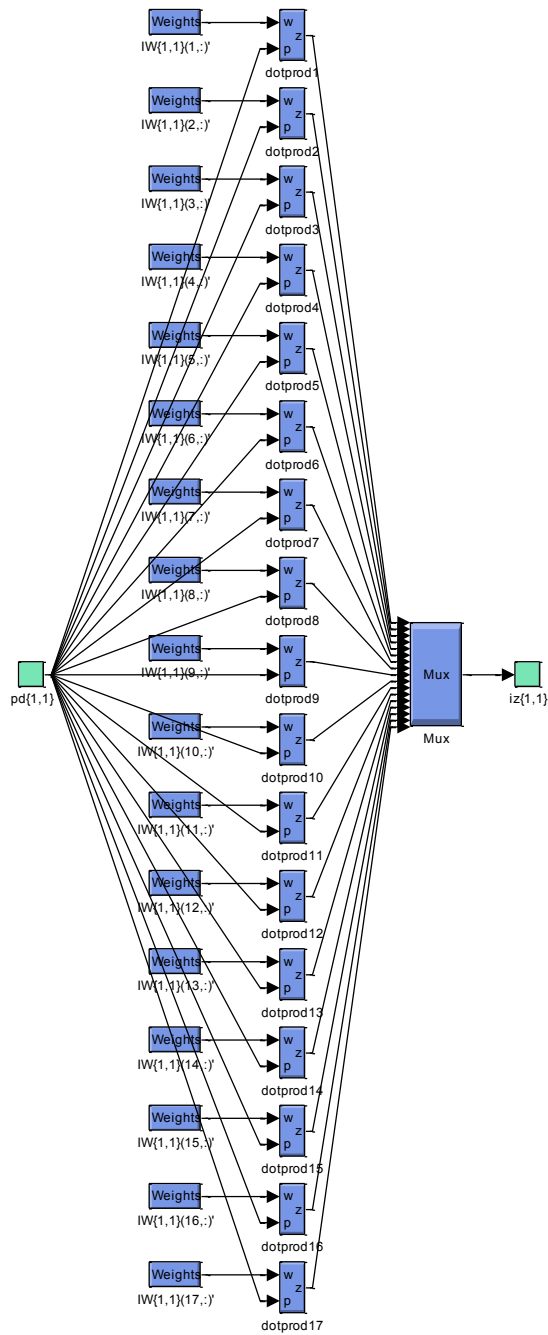 Weights
IW{1,1}(1,:)'
w
p
z
dotprod1
Weights
IW{1,1}(2,:)'
w
p
z
dotprod2
Weights
IW{1,1}(3,:)'
w
p
z
dotprod3
Weights
IW{1,1}(4,:)'
w
p
z
dotprod4
Weights
IW{1,1}(5,:)'
w
p
z
dotprod5
Weights
IW{1,1}(6,:)'
w
p
z
dotprod6
Weights
IW{1,1}(7,:)'
w
p
z
dotprod7
Weights
IW{1,1}(8,:)'
w
p
z
dotprod8
Weights
IW{1,1}(9,:)'
w
p
z
dotprod9
pd{1,1}
Mux
Mux
iz{1,1}
Weights
IW{1,1}(10,:)'
w
p
z
dotprod10
Weights
IW{1,1}(11,:)'
w
p
z
dotprod11
Weights
IW{1,1}(12,:)'
w
p
z
dotprod12
Weights
IW{1,1}(13,:)'
w
p
z
dotprod13
Weights
IW{1,1}(14,:)'
w
p
z
dotprod14
Weights
IW{1,1}(15,:)'
w
p
z
dotprod15
Weights
IW{1,1}(16,:)'
w
p
z
dotprod16
Weights
IW{1,1}(17,:)'
w
p
z
dotprod17